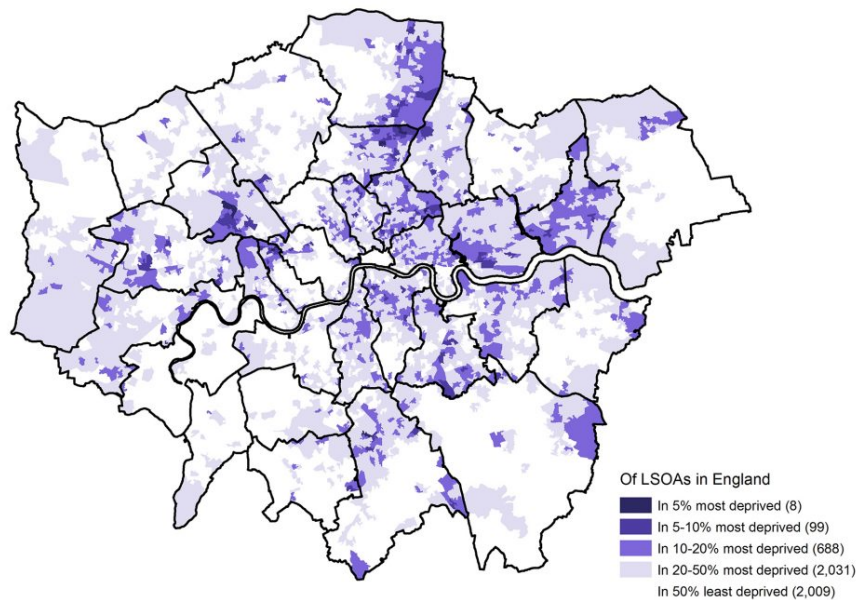 Of LSOAs in England
In 5% most deprived (8)
In 5-10% most deprived (99)
In 10-20% most deprived (688)
In 20-50% most deprived (2,031)
In 50% least deprived (2,009)